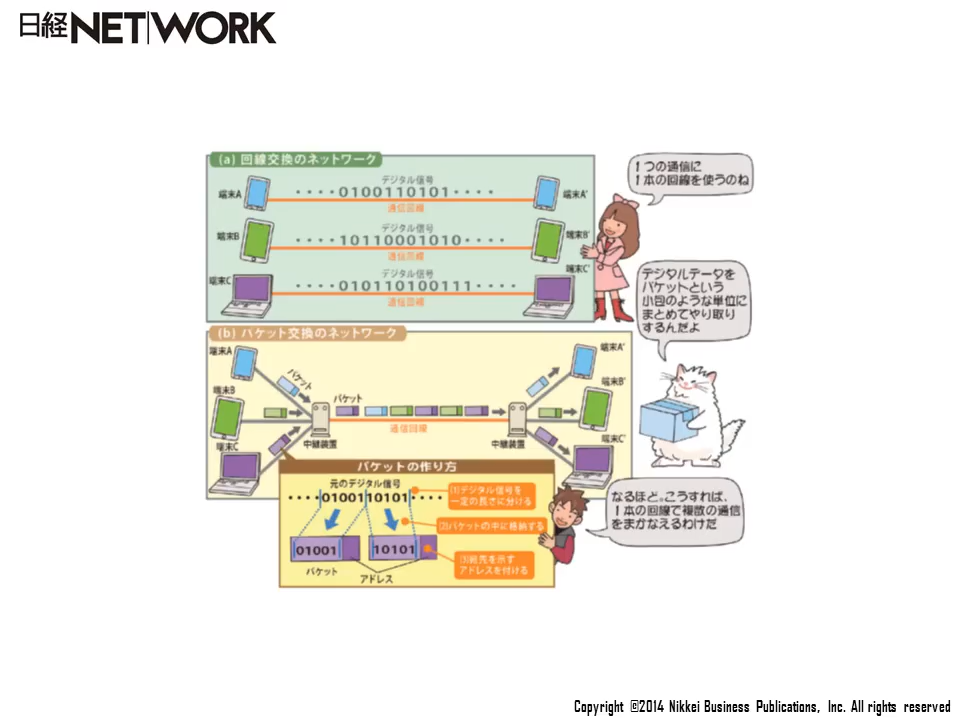 日経NETWORK
(a) 回線交換のネットワーク
端末A
デジタル信号
････0100110101････
通信回線
端末A'
端末B
デジタル信号
････10110001010････
通信回線
端末B'
端末C
デジタル信号
････010110100111････
通信回線
端末C'
1つの通信に
1本の回線を使うのね
デジタルデータを
パケットという
小包のような単位に
まとめてやり取り
するんだよ
(b) パケット交換のネットワーク
端末A
端末B
端末C
パケット
パケット
中継装置
通信回線
中継装置
端末A'
端末B'
端末C'
パケットの作り方
元のデジタル信号
････0100110101････
(1)デジタル信号を
一定の長さに分ける
(2)パケットの中に格納する
01001
10101
(3)宛先を示す
アドレスを付ける
パケット
アドレス
なるほど。こうすれば、
1本の回線で複数の通信
をまかなえるわけだ
Copyright ©2014 Nikkei Business Publications, Inc. All rights reserved